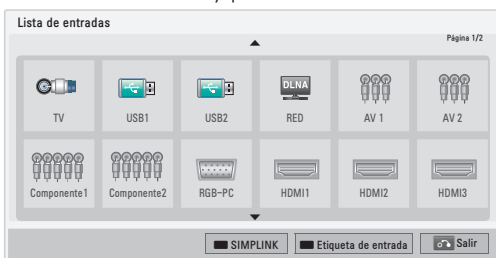 Lista de entradas
Página 1/2
DLNA
TV USB1 USB2 RED AV 1 AV 2
Componente1 Componente2 RGB-PC HDMI1 HDMI2 HDMI3
SIMPLINK Etiqueta de entrada Salir